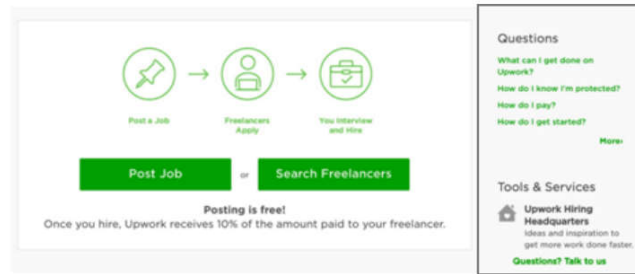 Post a Job
Freelancers
Apply
You Interview
and Hire
Post Job
or
Search Freelancers
Posting is free!
Once you hire, Upwork receives 10% of the amount paid to your freelancer.
Questions
What can I get done on
Upwork?
How do I know I'm protected?
How do I pay?
How do I get started?
More›
Tools & Services
Upwork Hiring
Headquarters
Ideas and inspiration to
get more work done faster.
Questions? Talk to us